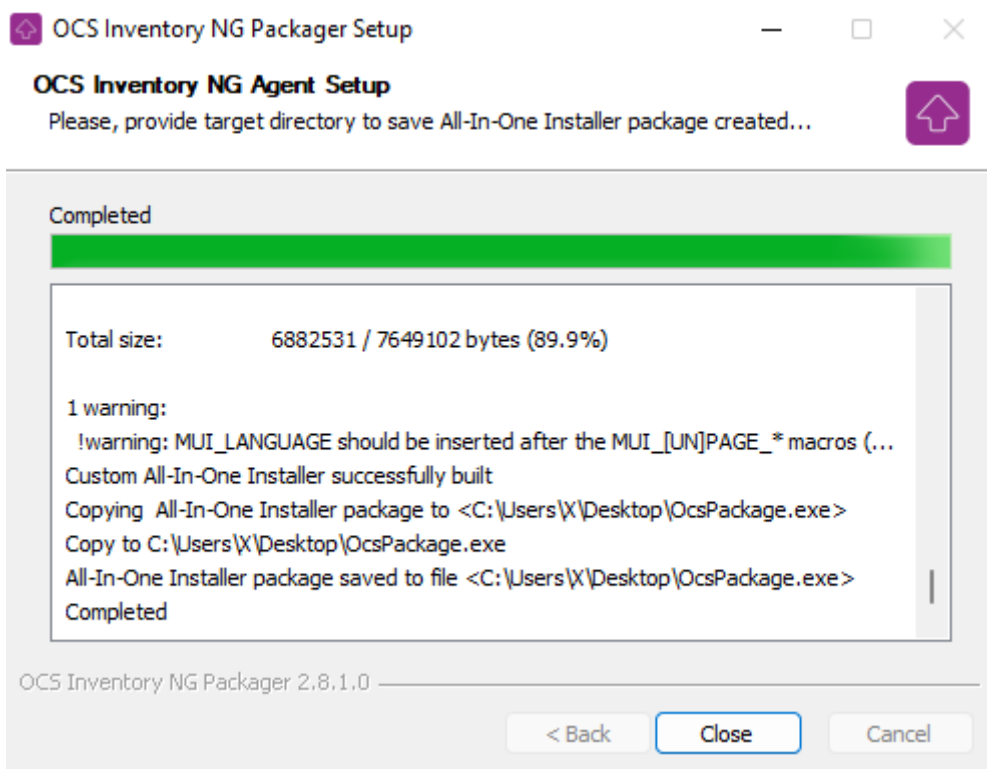 OCS Inventory NG Packager Setup
OCS Inventory NG Agent Setup
Please, provide target directory to save All-In-One Installer package created...
Completed
Total size: 6882531 / 7649102 bytes (89.9%)
1 warning:
!warning: MUI_LANGUAGE should be inserted after the MUI_[UN]PAGE_* macros (...
Custom All-In-One Installer successfully built
Copying  All-In-One Installer package to <C:\Users\X\Desktop\OcsPackage.exe>
Copy to C:\Users\X\Desktop\OcsPackage.exe
All-In-One Installer package saved to file <C:\Users\X\Desktop\OcsPackage.exe>
Completed
OCS Inventory NG Packager 2.8.1.0
< Back Close Cancel